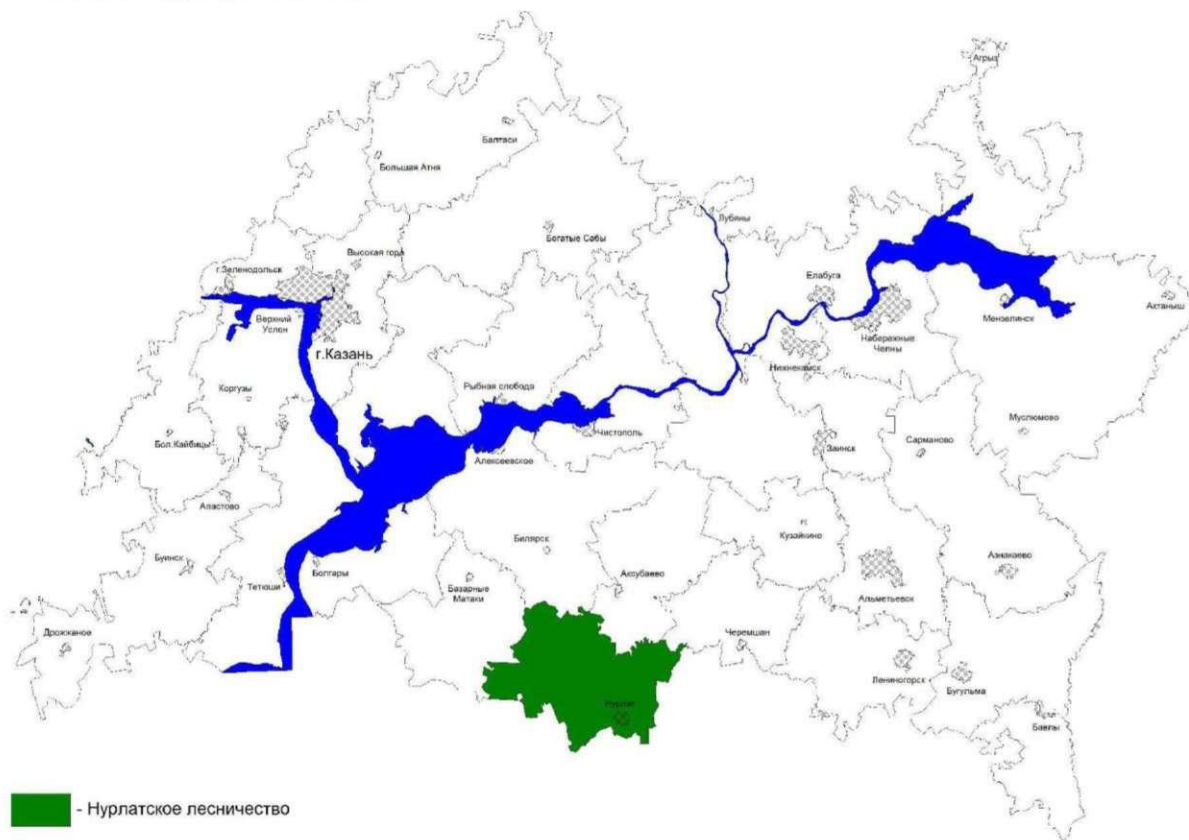 Агрыз
Балтаси
Большая Атня
Лубяны
Богатые Сабы
Высокая гора
г.Зеленодольск
Елабуга
Актаныш
Мензелинск
Верхний
Услон
Набережные
Челны
г.Казань
Нижнекамск
Рыбная слобода
Коргузы
Муслюмово
Чистополь
Бол.Кайбицы
Заинск
Сарманово
Алексеевское
Апастово
Кузайкино
Билярск
Буинск
Азнакаево
Болгары
Аксубаево
Тетюши
Базарные
Матаки
Альметьевск
Дрожжаное
Черемшан
Лениногорск
Бугульма
Нурлат
Бавлы
- Нурлатское лесничество